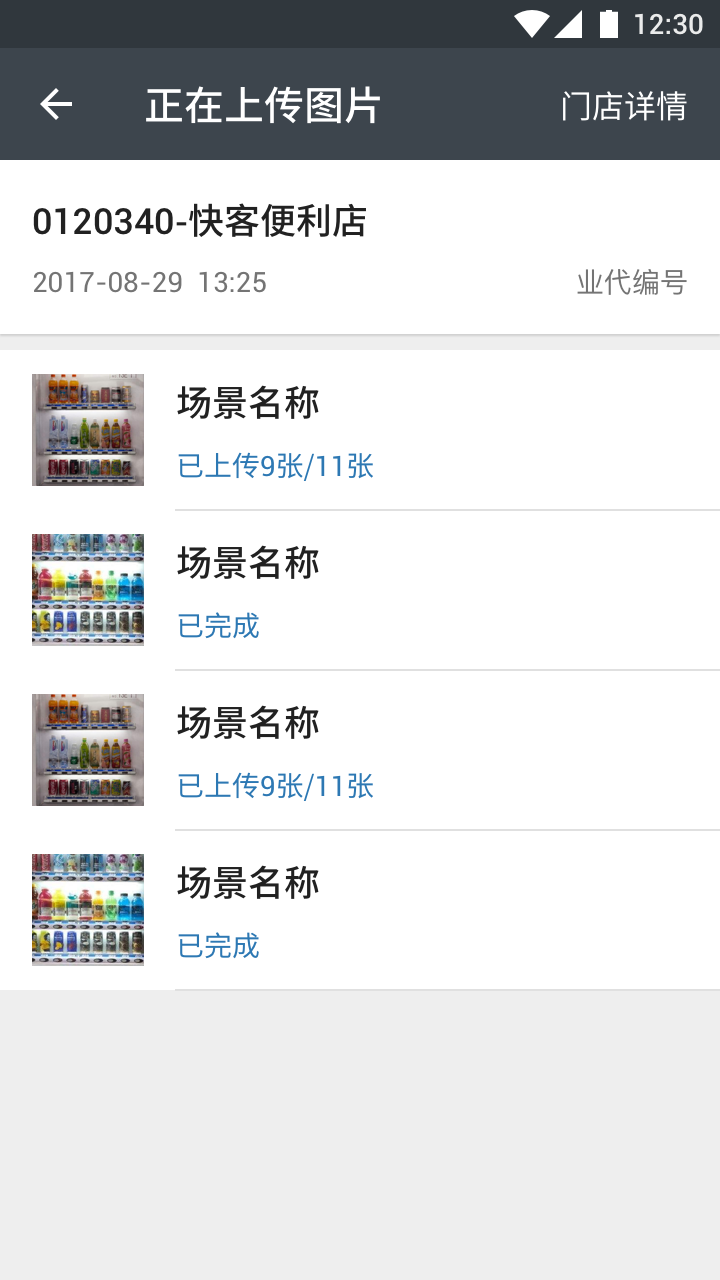 12:30
正在上传图片 门店详情
0120340-快客便利店
2017-08-29 13:25 业代编号
场景名称
已上传9张/11张
场景名称
已完成
场景名称
已上传9张/11张
场景名称
已完成